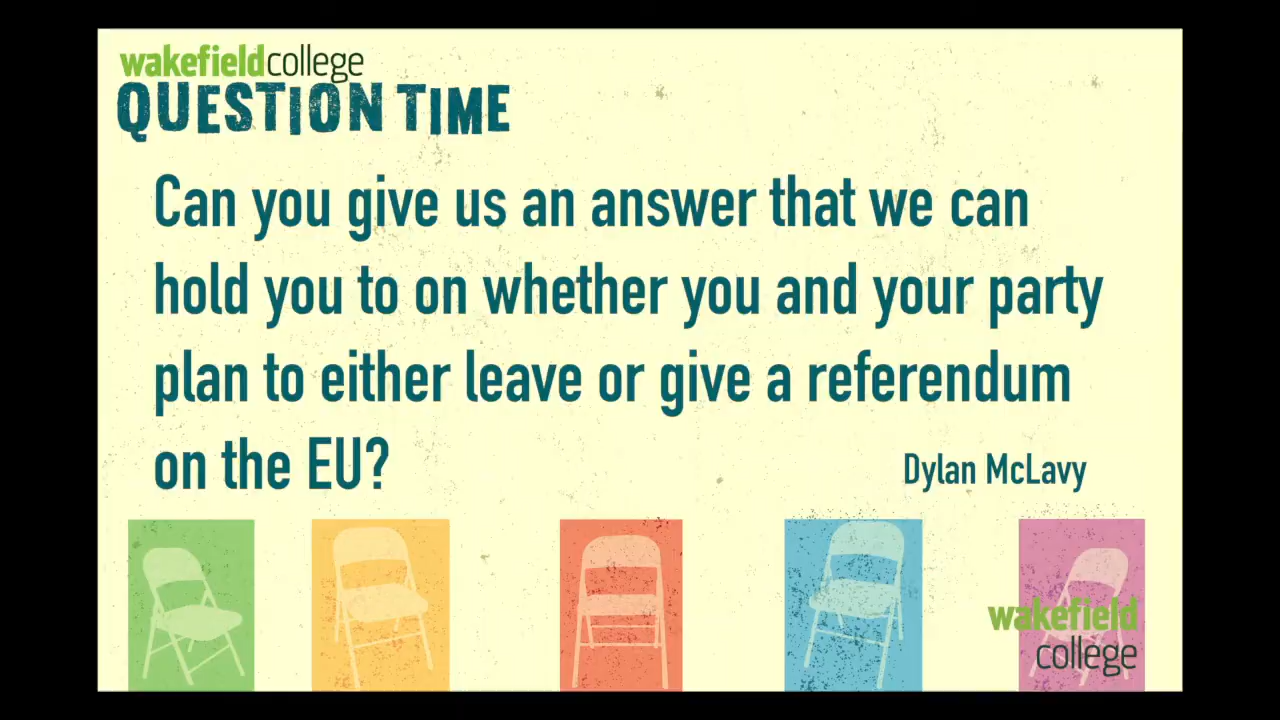 wakefieldcollege
QUESTION TIME
Can you give us an answer that we can
hold you to on whether you and your party
plan to either leave or give a referendum
on the EU?
Dylan McLavy
wakefield
college